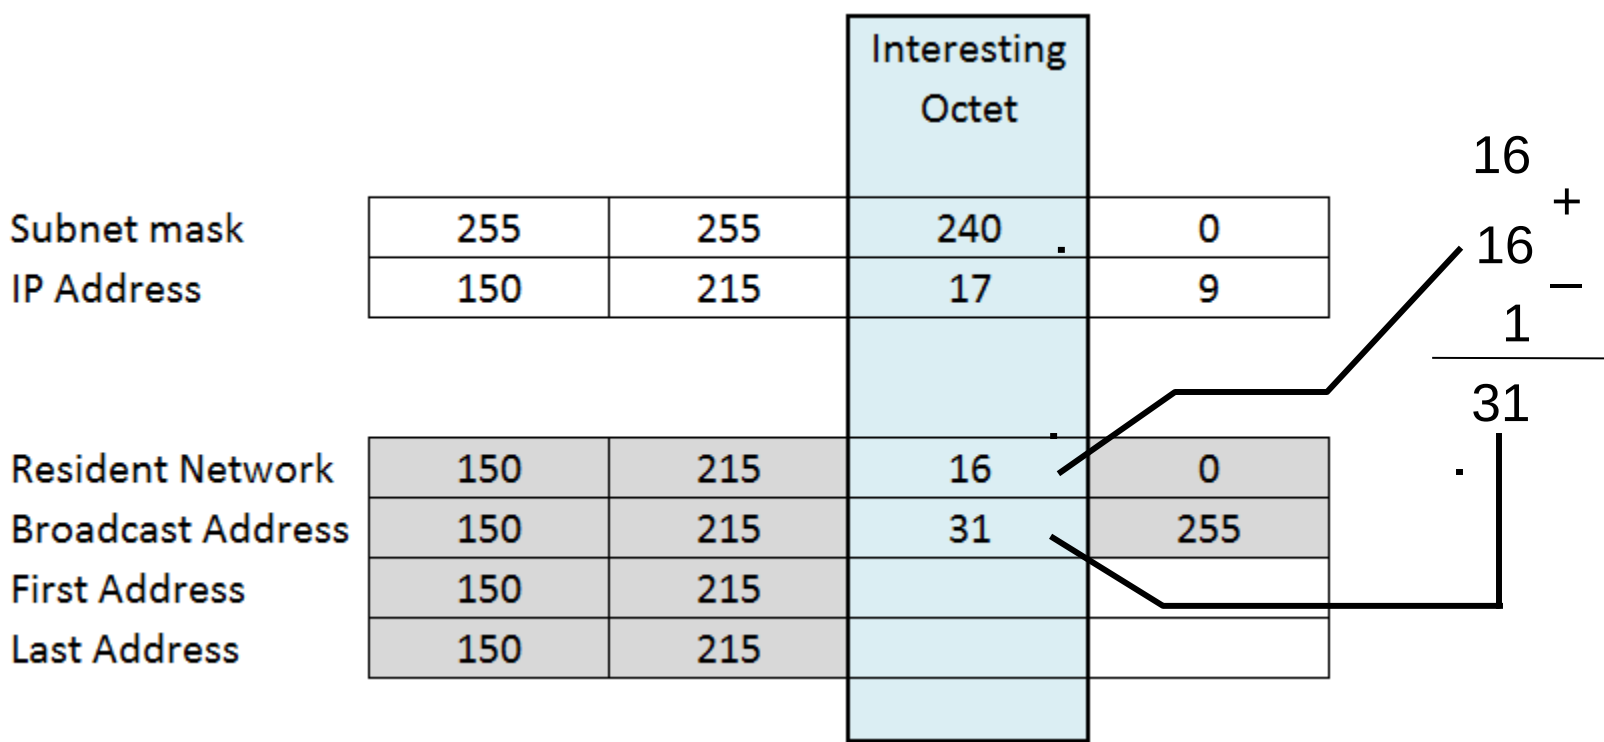 Interesting
Octet
Subnet mask 255 255 240 0
IP Address 150 215 17 9
Resident Network 150 215 16 0
Broadcast Address 150 215 31 255
First Address 150 215
Last Address 150 215
16
+
16
−
1
31